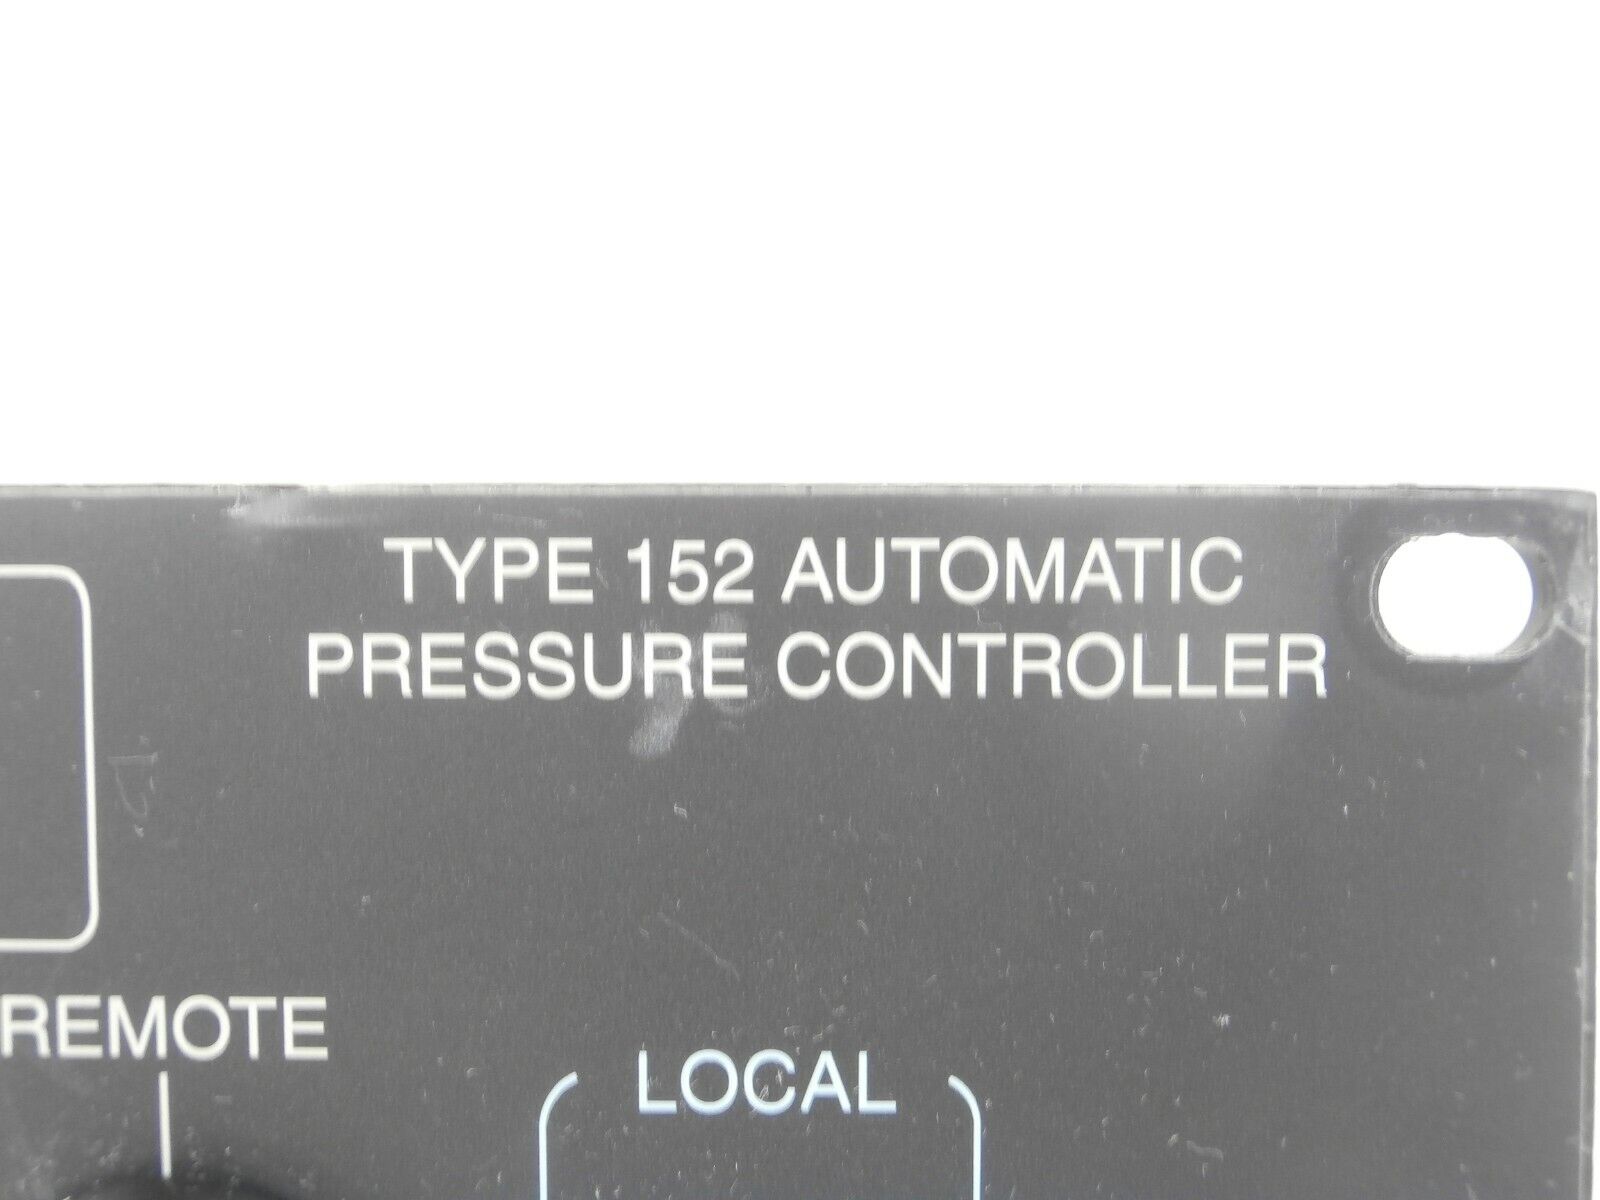 TYPE 152 AUTOMATIC
PRESSURE CONTROLLER
REMOTE
LOCAL